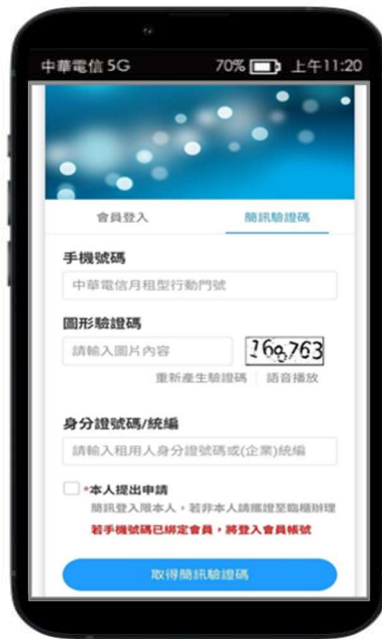 中華電信 5G 70% 上午11:20
會員登入 簡訊驗證碼
手機號碼
中華電信月租型行動門號
圖形驗證碼
請輸入圖片內容
重新產生驗證碼 | 語音播放
身分證號碼/統編
請輸入租用人身分證號碼或(企業)統編
*本人提出申請
簡訊登入限本人，若非本人請攜證至臨櫃辦理
若手機號碼已綁定會員，將登入會員帳號
取得簡訊驗證碼